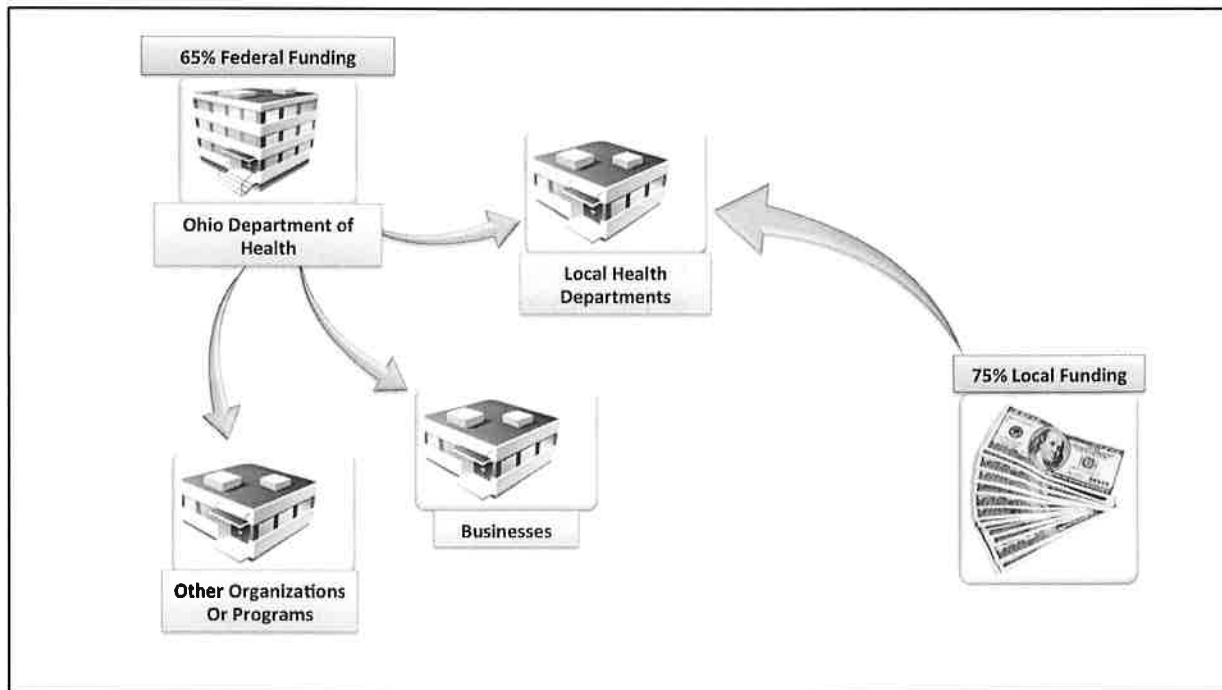 65% Federal Funding
Ohio Department of
Health
Local Health
Departments
75% Local Funding
Businesses
Other Organizations
Or Programs